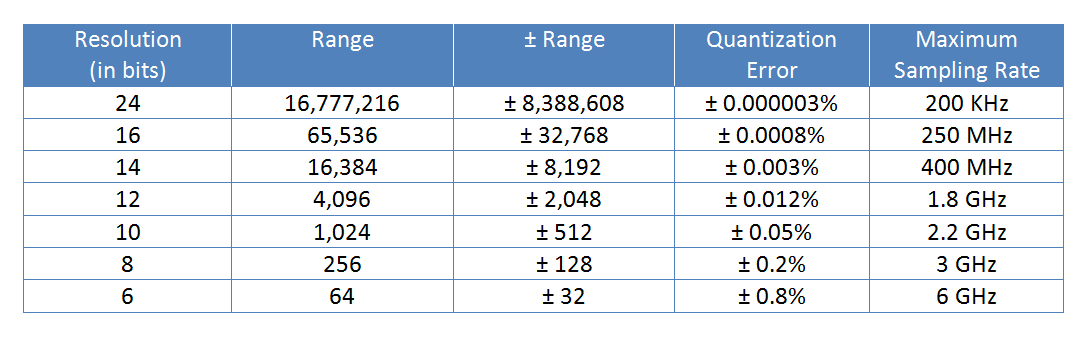 Resolution (in bits) Range ± Range Quantization Error Maximum Sampling Rate
24 16,777,216 ± 8,388,608 ± 0.000003% 200 KHz
16 65,536 ± 32,768 ± 0.0008% 250 MHz
14 16,384 ± 8,192 ± 0.003% 400 MHz
12 4,096 ± 2,048 ± 0.012% 1.8 GHz
10 1,024 ± 512 ± 0.05% 2.2 GHz
8 256 ± 128 ± 0.2% 3 GHz
6 64 ± 32 ± 0.8% 6 GHz